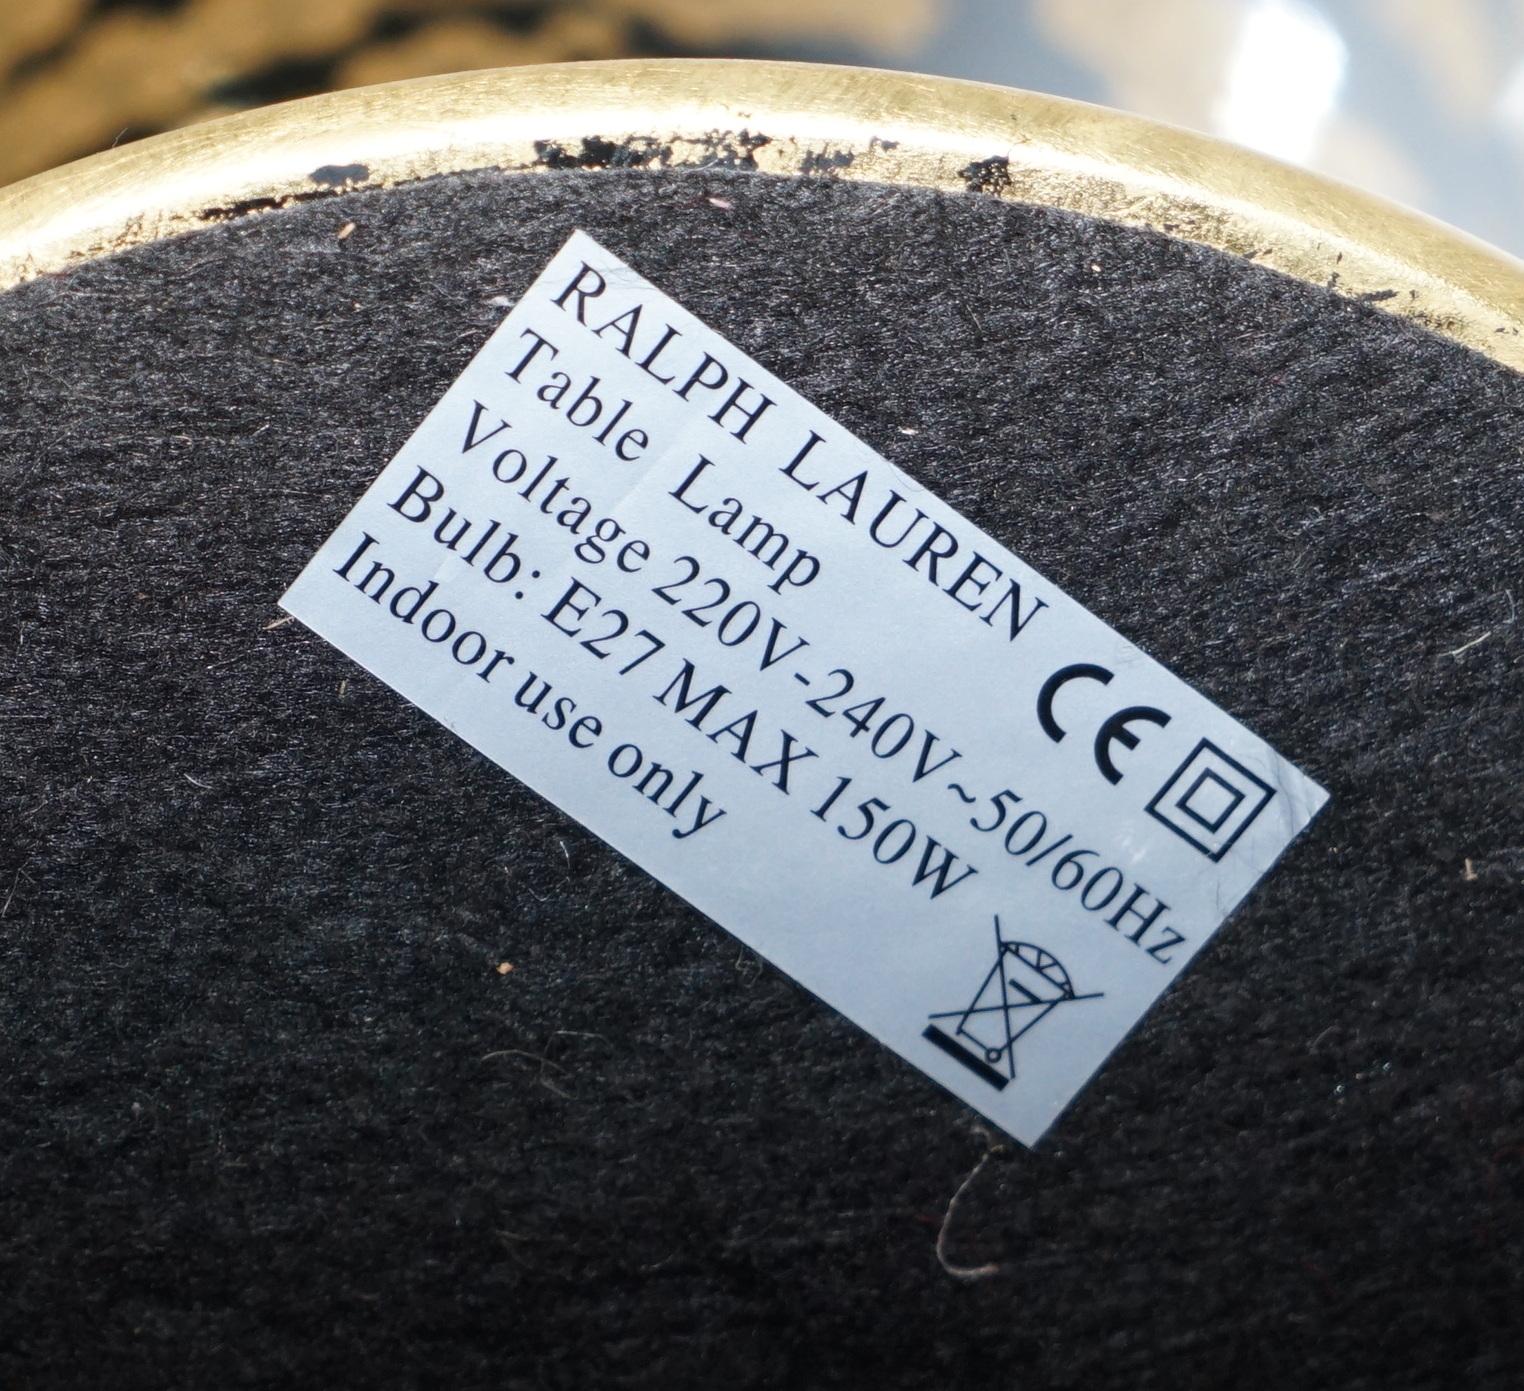 RALPH LAUREN
Table Lamp CE
Voltage 220V-240V~50/60Hz
Bulb: E27 MAX 150W
Indoor use only